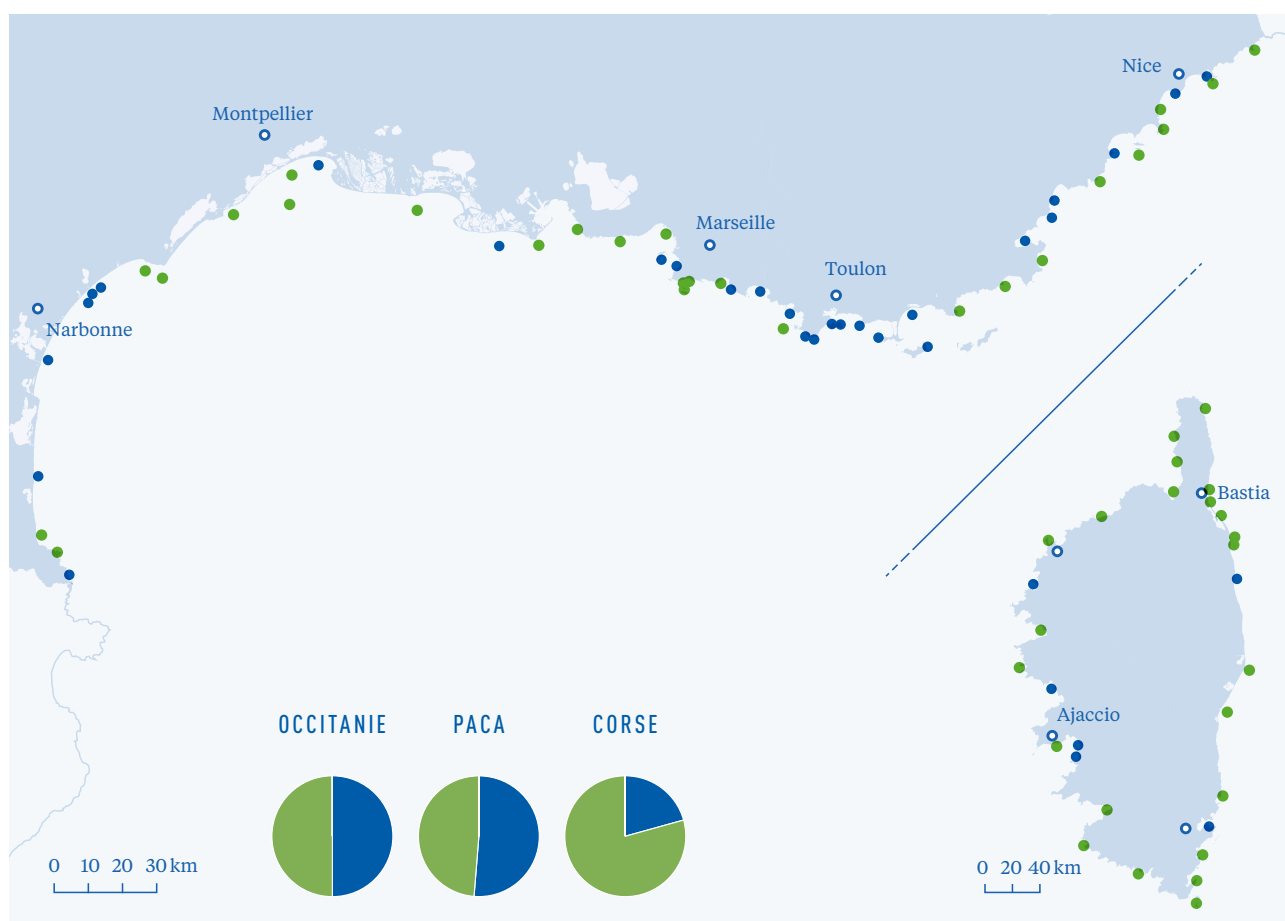 Nice
Montpellier
Marseille
Toulon
Narbonne
Bastia
Ajaccio
OCCITANIE PACA CORSE
0 10 20 30 km
0 20 40 km